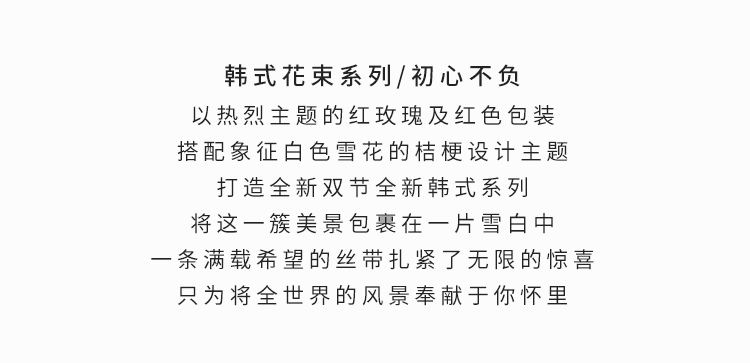 韩式花束系列/初心不负
以热烈主题的红玫瑰及红色包装
搭配象征白色雪花的桔梗设计主题
打造全新双节全新韩式系列
将这一簇美景包裹在一片雪白中
一条满载希望的丝带扎紧了无限的惊喜
只为将全世界的风景奉献于你怀里